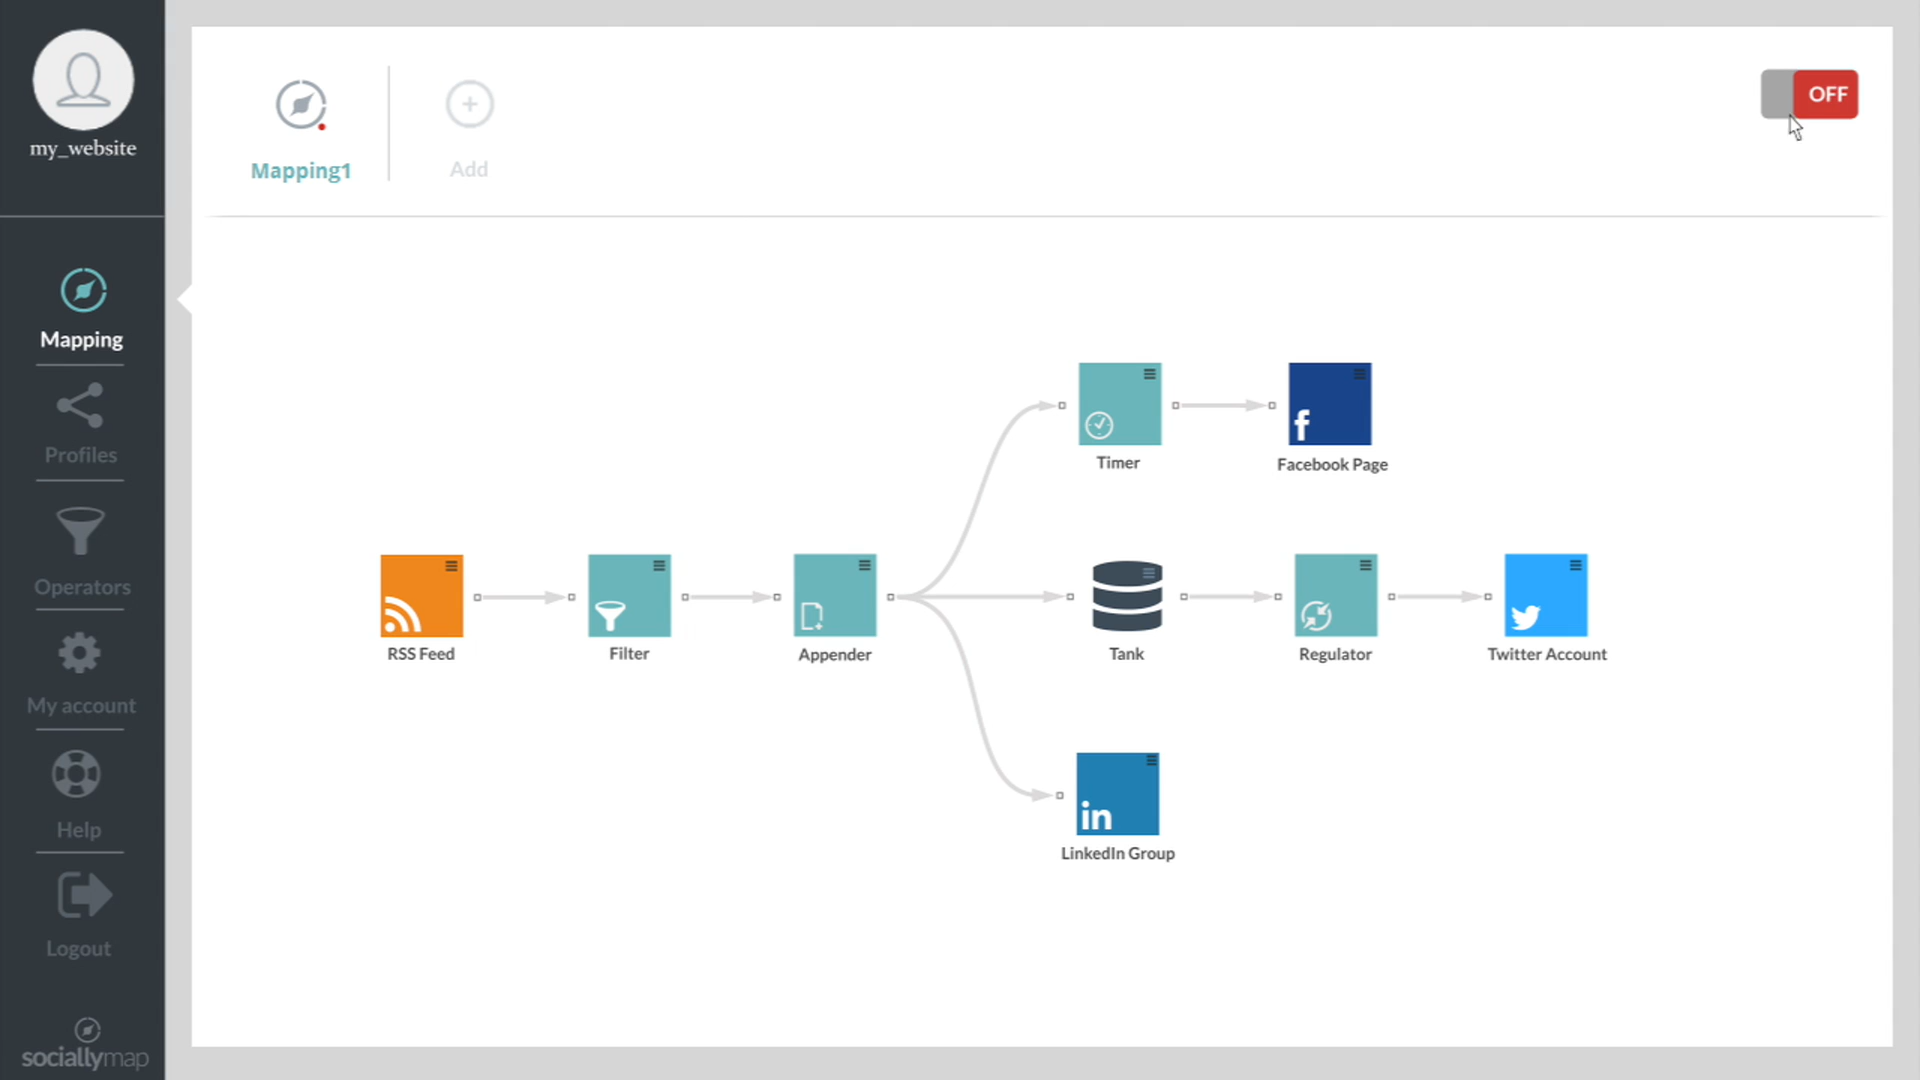 my_website
Mapping1
Add
OFF
Mapping
Profiles
Operators
My account
Help
Logout
sociallymap
Timer
f
Facebook Page
RSS Feed
Filter
Appender
Tank
Regulator
Twitter Account
in
LinkedIn Group